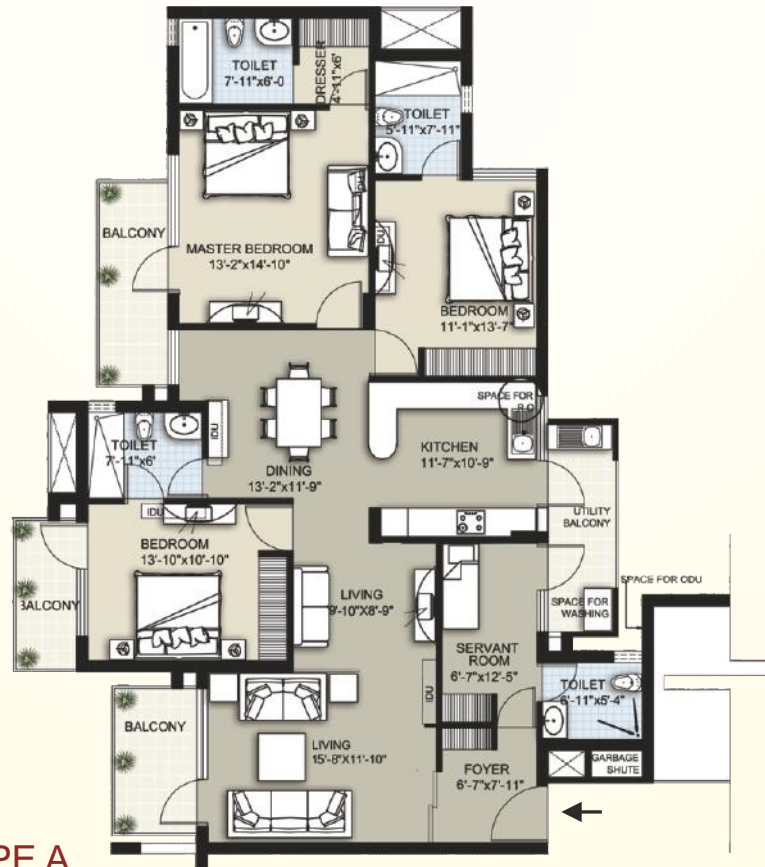 TOILET
7'-11"x6'-0
DRESSER
4'-11"x6'
TOILET
5'-11"x7'-11"
BALCONY
MASTER BEDROOM
13'-2"x14'-10"
IDU
IDU
BEDROOM
11'-1"x13'-7"
SPACE FOR
R.O
KITCHEN
11'-7"x10'-9"
TOILET
7'-11"x6'
IDU
DINING
13'-2"x11'-9"
IDU
BEDROOM
13'-10"x10'-10"
UTILITY
BALCONY
SPACE FOR ODU
BALCONY
LIVING
9'-10"X8'-9"
SPACE FOR
WASHING
SERVANT
ROOM
6'-7"x12'-5"
IDU
TOILET
6'-11"x5'-4"
BALCONY
LIVING
15'-8"X11'-10"
FOYER
6'-7"x7'-11"
GARBAGE
SHUTE
PE A